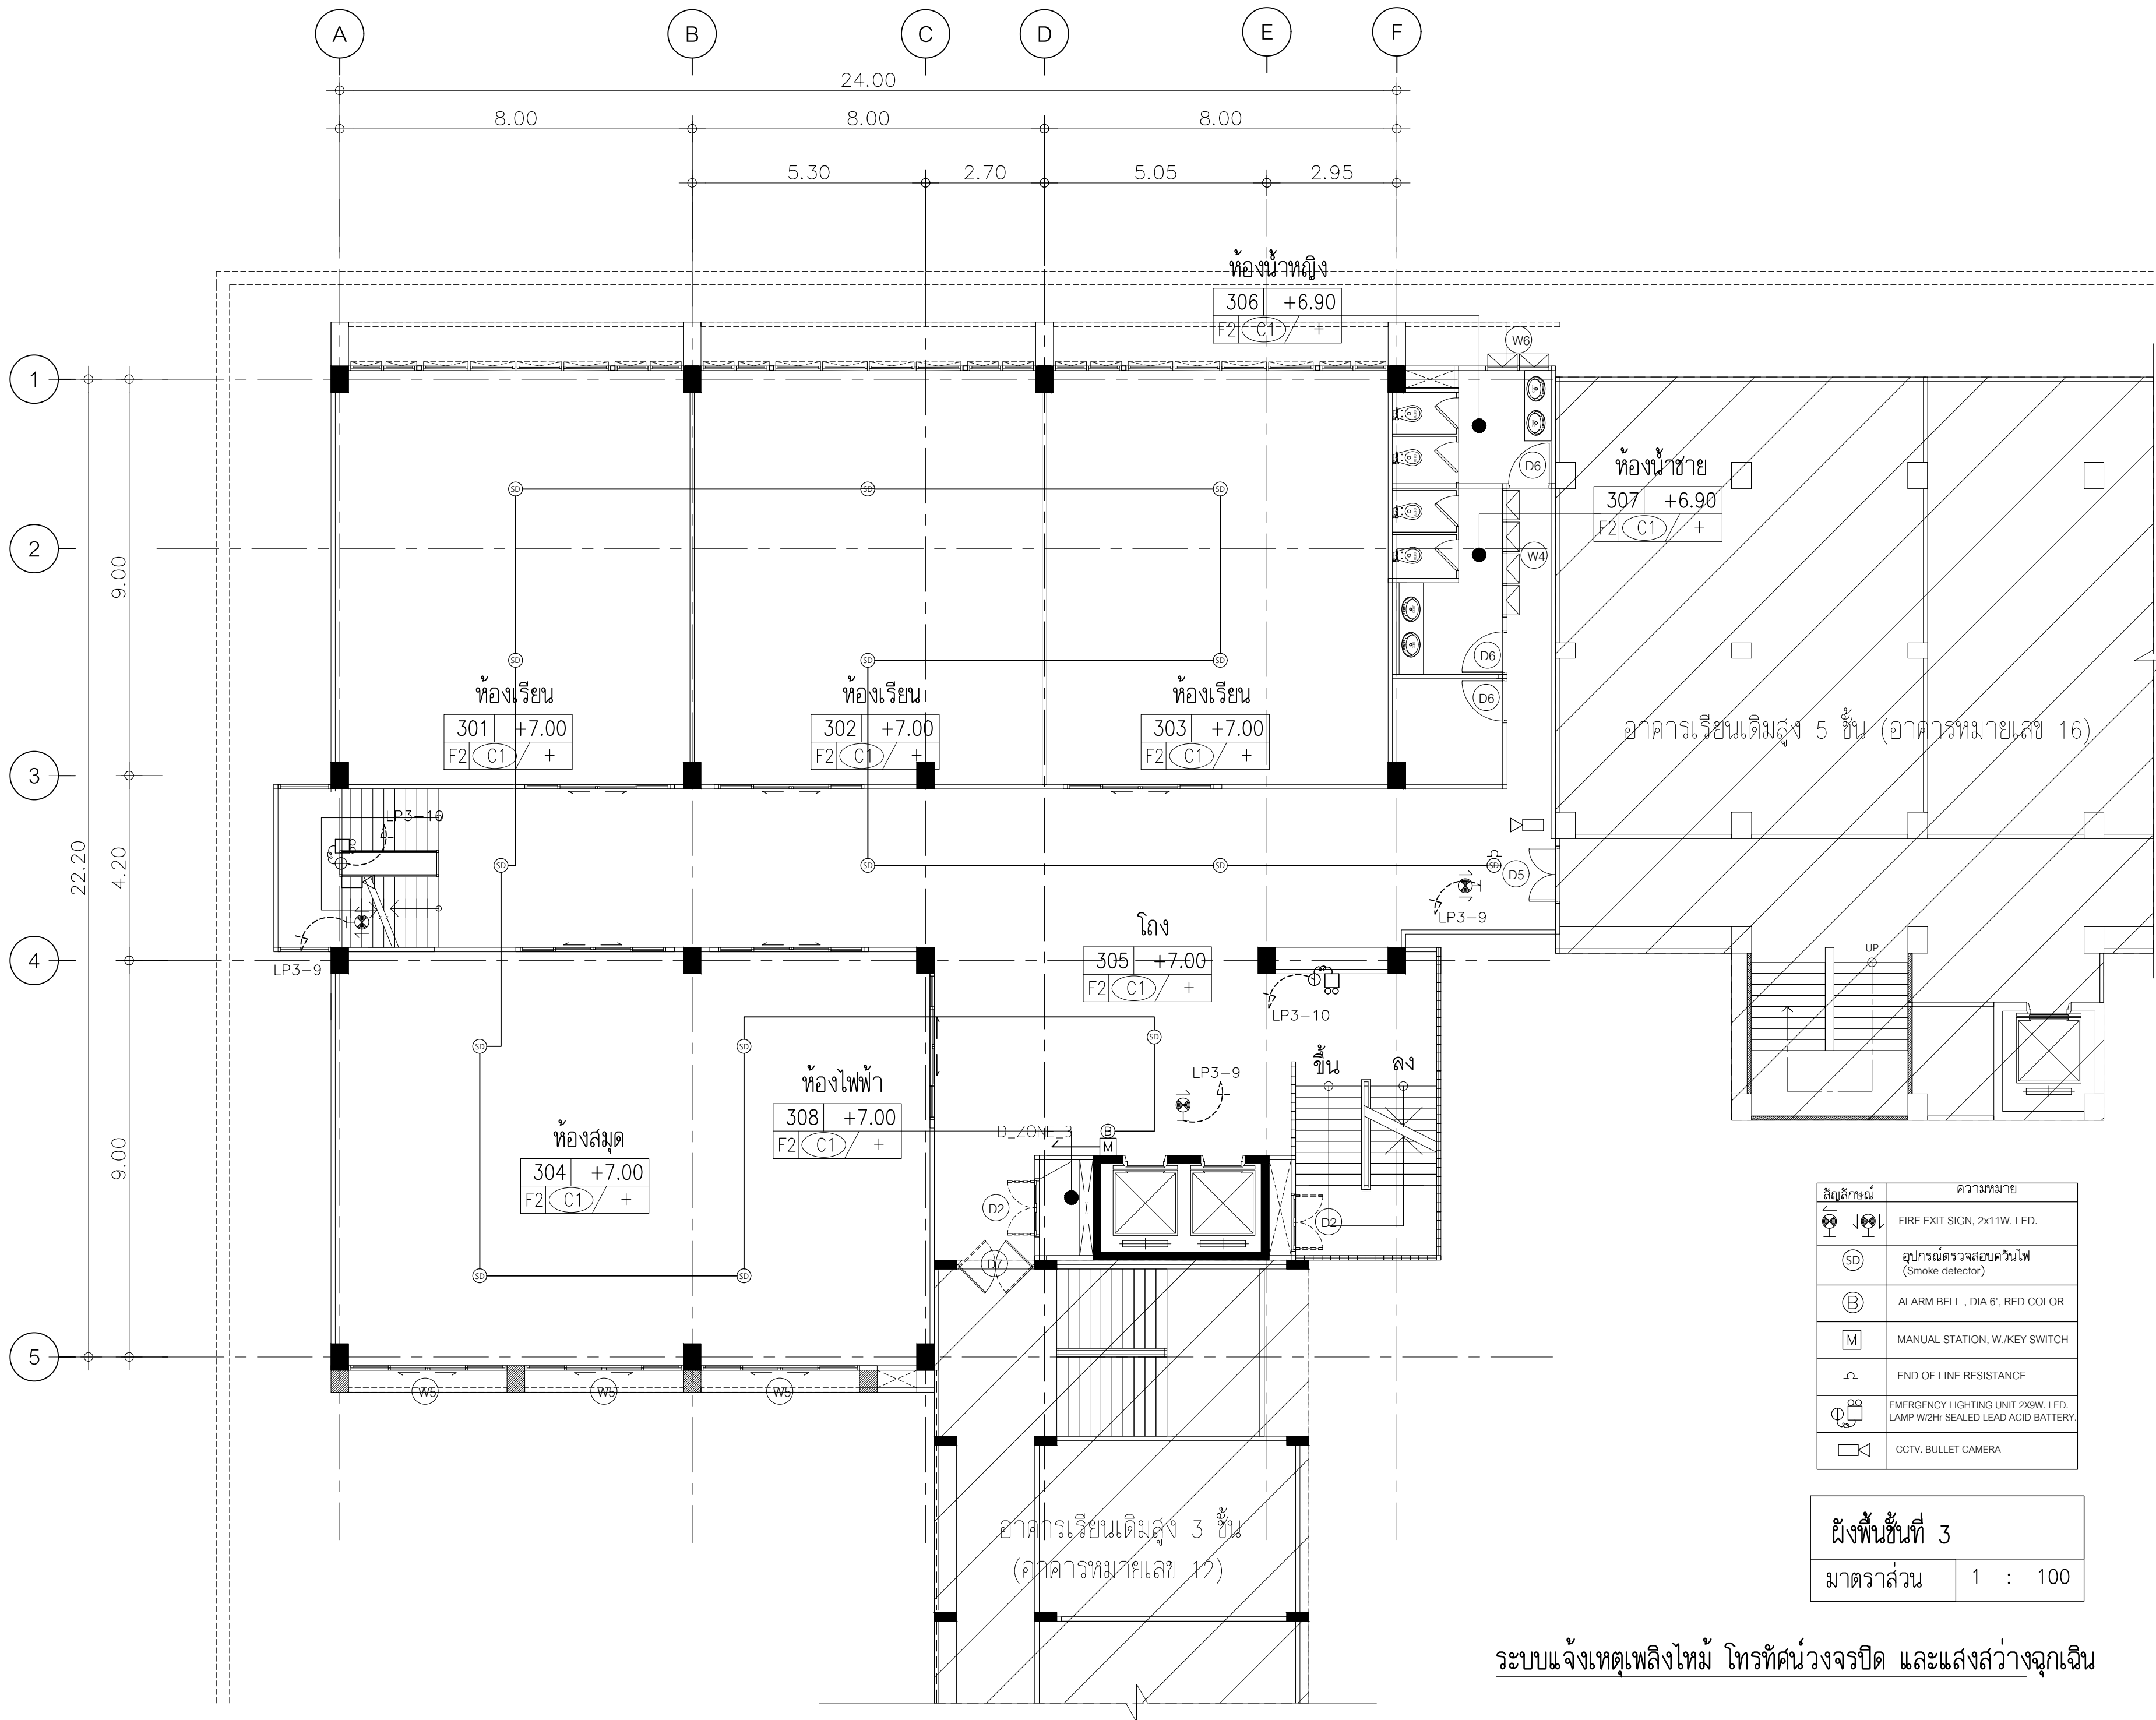 A B C D E F
24.00
8.00 8.00 8.00
5.30 2.70 5.05 2.95
ห้องน้ำหญิง
306 +6.90
F2 C1 / +
W6
1
D6
ห้องน้ำชาย
307 +6.90
F2 C1 / +
SD SD SD
2
W4
9.00
SD SD SD
D6
D6
ห้องเรียน
301 +7.00
F2 C1 / +
ห้องเรียน
302 +7.00
F2 C1 / +
ห้องเรียน
303 +7.00
F2 C1 / +
อาคารเรียนเดิมสูง 5 ชั้น (อาคารหมายเลข 16)
3
LP3-10
22.20
4.20
SD SD SD SD
D5
LP3-9
LP3-9
4
โถง
305 +7.00
F2 C1 / +
UP
LP3-10
SD SD SD
ขึ้น ลง
LP3-9
ห้องไฟฟ้า
308 +7.00
F2 C1 / +
D_ZONE_3
B
M
ห้องสมุด
304 +7.00
F2 C1 / +
9.00
D2 D2
D7
SD SD
5
W5 W5 W5
อาคารเรียนเดิมสูง 3 ชั้น
(อาคารหมายเลข 12)
สัญลักษณ์ ความหมาย
FIRE EXIT SIGN, 2x11W. LED.
SD อุปกรณ์ตรวจสอบควันไฟ
(Smoke detector)
B ALARM BELL , DIA 6", RED COLOR
M MANUAL STATION, W./KEY SWITCH
END OF LINE RESISTANCE
EMERGENCY LIGHTING UNIT 2X9W. LED.
LAMP W/2Hr SEALED LEAD ACID BATTERY.
CCTV. BULLET CAMERA
ผังพื้นชั้นที่ 3
มาตราส่วน 1 : 100
ระบบแจ้งเหตุเพลิงไหม้ โทรทัศน์วงจรปิด และแสงสว่างฉุกเฉิน